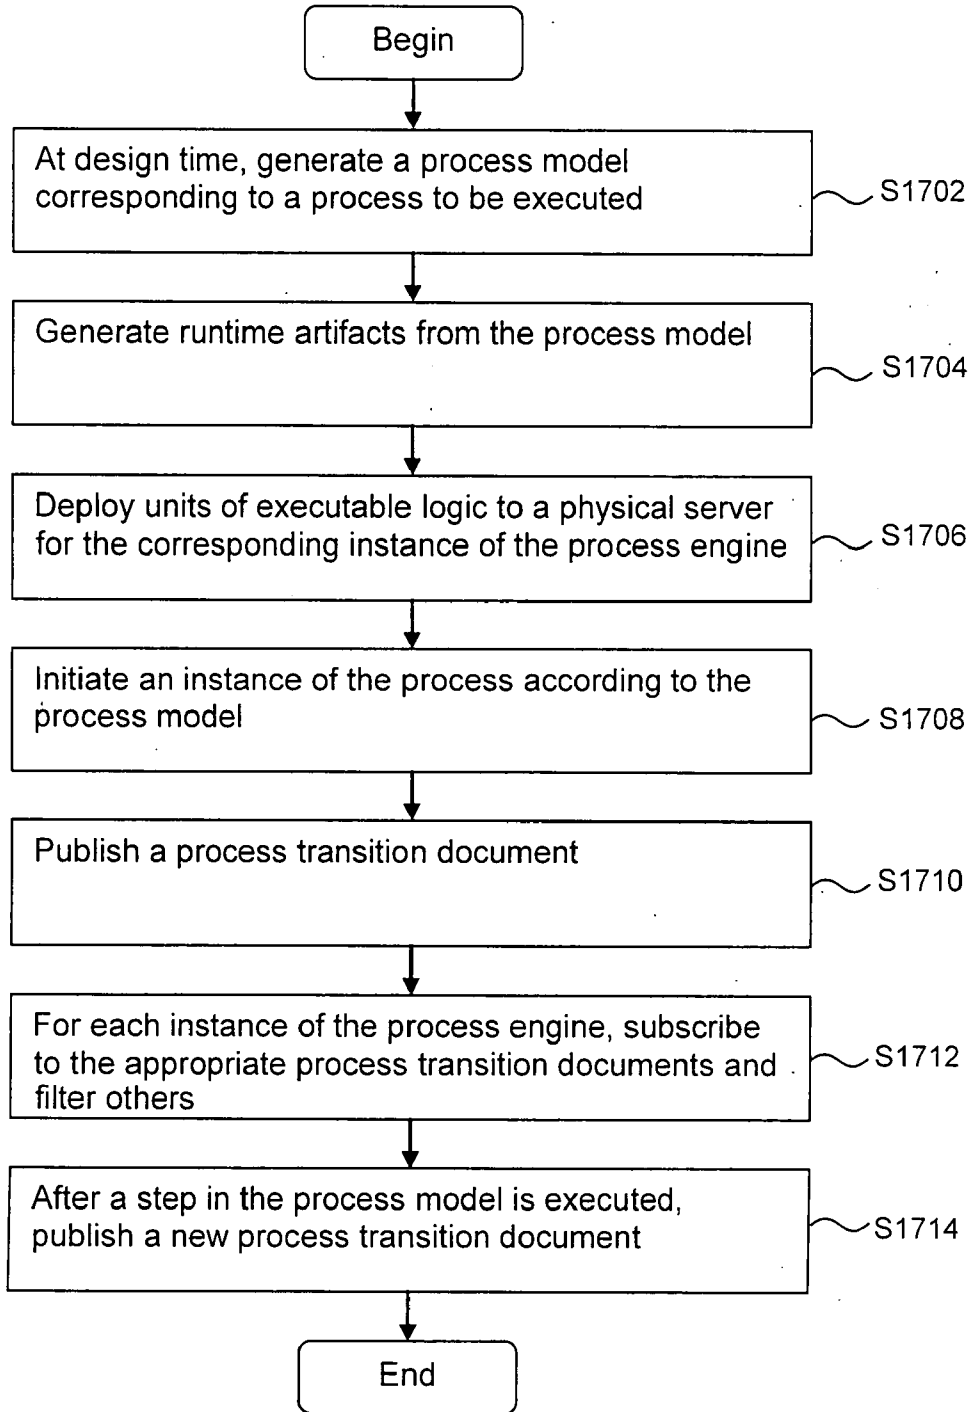 Begin
At design time, generate a process model
corresponding to a process to be executed
S1702
Generate runtime artifacts from the process model
S1704
Deploy units of executable logic to a physical server
for the corresponding instance of the process engine
S1706
Initiate an instance of the process according to the
process model
S1708
Publish a process transition document
S1710
For each instance of the process engine, subscribe
to the appropriate process transition documents and
filter others
S1712
After a step in the process model is executed,
publish a new process transition document
S1714
End